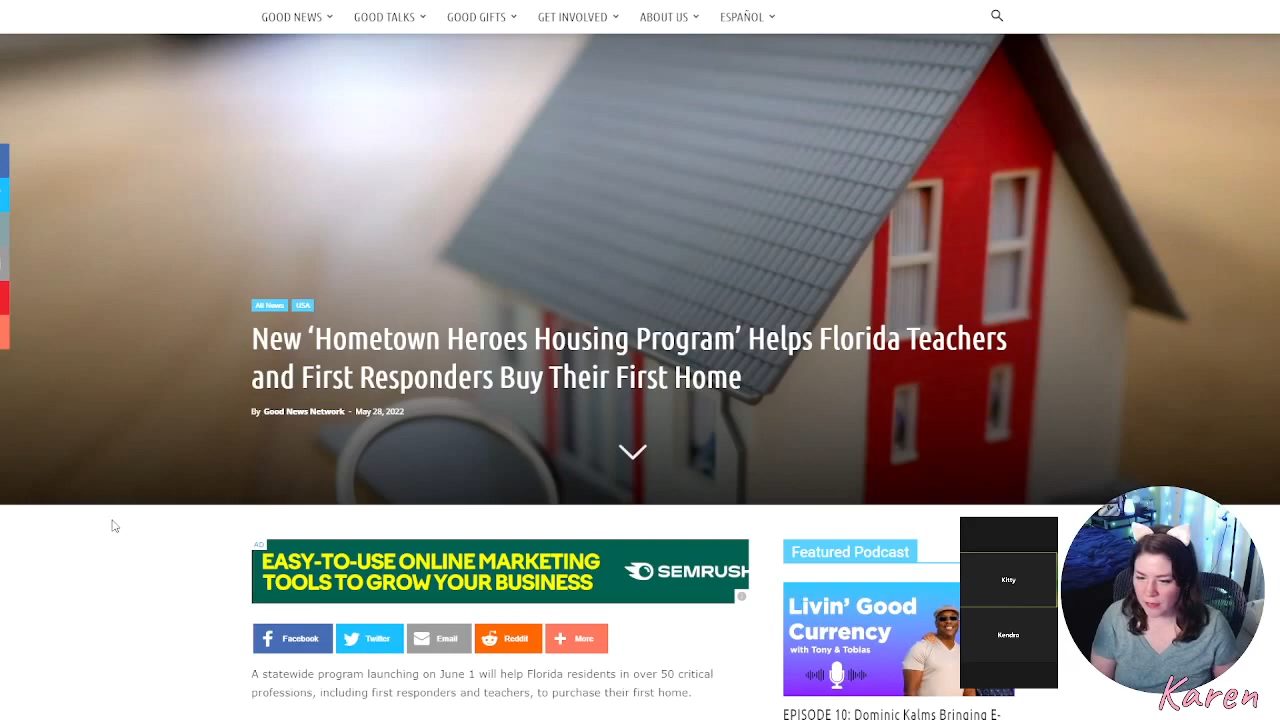 GOOD NEWS GOOD TALKS GOOD GIFTS GET INVOLVED ABOUT US ESPAÑOL
All News USA
New ‘Hometown Heroes Housing Program’ Helps Florida Teachers
and First Responders Buy Their First Home
By Good News Network - May 28, 2022
AD
EASY-TO-USE ONLINE MARKETING
TOOLS TO GROW YOUR BUSINESS
SEMRUSH
Facebook Twitter Email Reddit More
A statewide program launching on June 1 will help Florida residents in over 50 critical
professions, including first responders and teachers, to purchase their first home.
Featured Podcast
Livin’ Good
Currency
with Tony & Tobias
EPISODE 10: Dominic Kalms Bringing E-
Kitty
Kendra
Karen